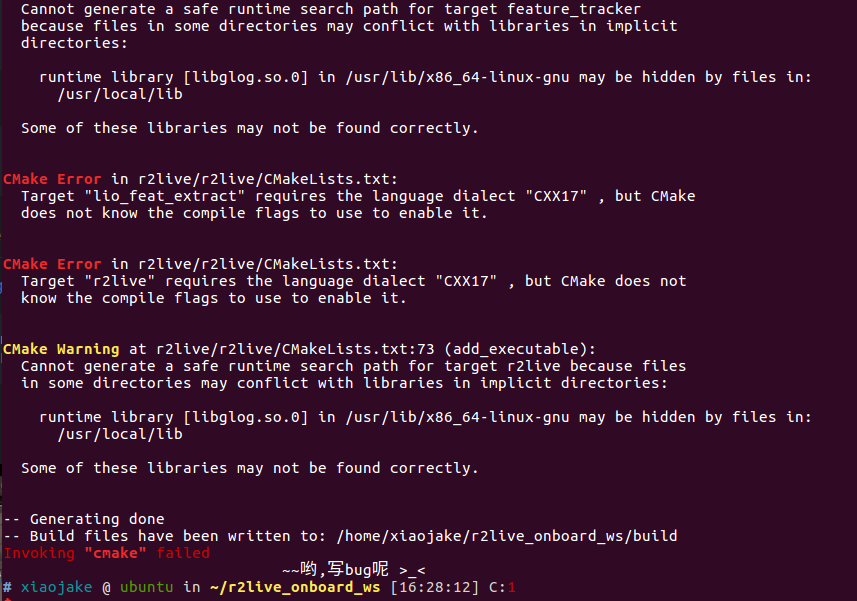 Cannot generate a safe runtime search path for target feature_tracker
because files in some directories may conflict with libraries in implicit
directories:
runtime library [libglog.so.0] in /usr/lib/x86_64-linux-gnu may be hidden by files in:
/usr/local/lib
Some of these libraries may not be found correctly.
CMake Error in r2live/r2live/CMakeLists.txt:
Target "lio_feat_extract" requires the language dialect "CXX17" , but CMake
does not know the compile flags to use to enable it.
CMake Error in r2live/r2live/CMakeLists.txt:
Target "r2live" requires the language dialect "CXX17" , but CMake does not
know the compile flags to use to enable it.
CMake Warning at r2live/r2live/CMakeLists.txt:73 (add_executable):
Cannot generate a safe runtime search path for target r2live because files
in some directories may conflict with libraries in implicit directories:
runtime library [libglog.so.0] in /usr/lib/x86_64-linux-gnu may be hidden by files in:
/usr/local/lib
Some of these libraries may not be found correctly.
-- Generating done
-- Build files have been written to: /home/xiaojake/r2live_onboard_ws/build
Invoking "cmake" failed
~~哟,写bug呢 >_<
# xiaojake @ ubuntu in ~/r2live_onboard_ws [16:28:12] C:1